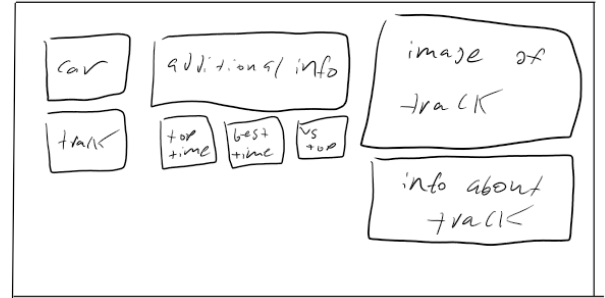 car
additional info
image of
track
track
top
time
best
time
vs
top
info about
track